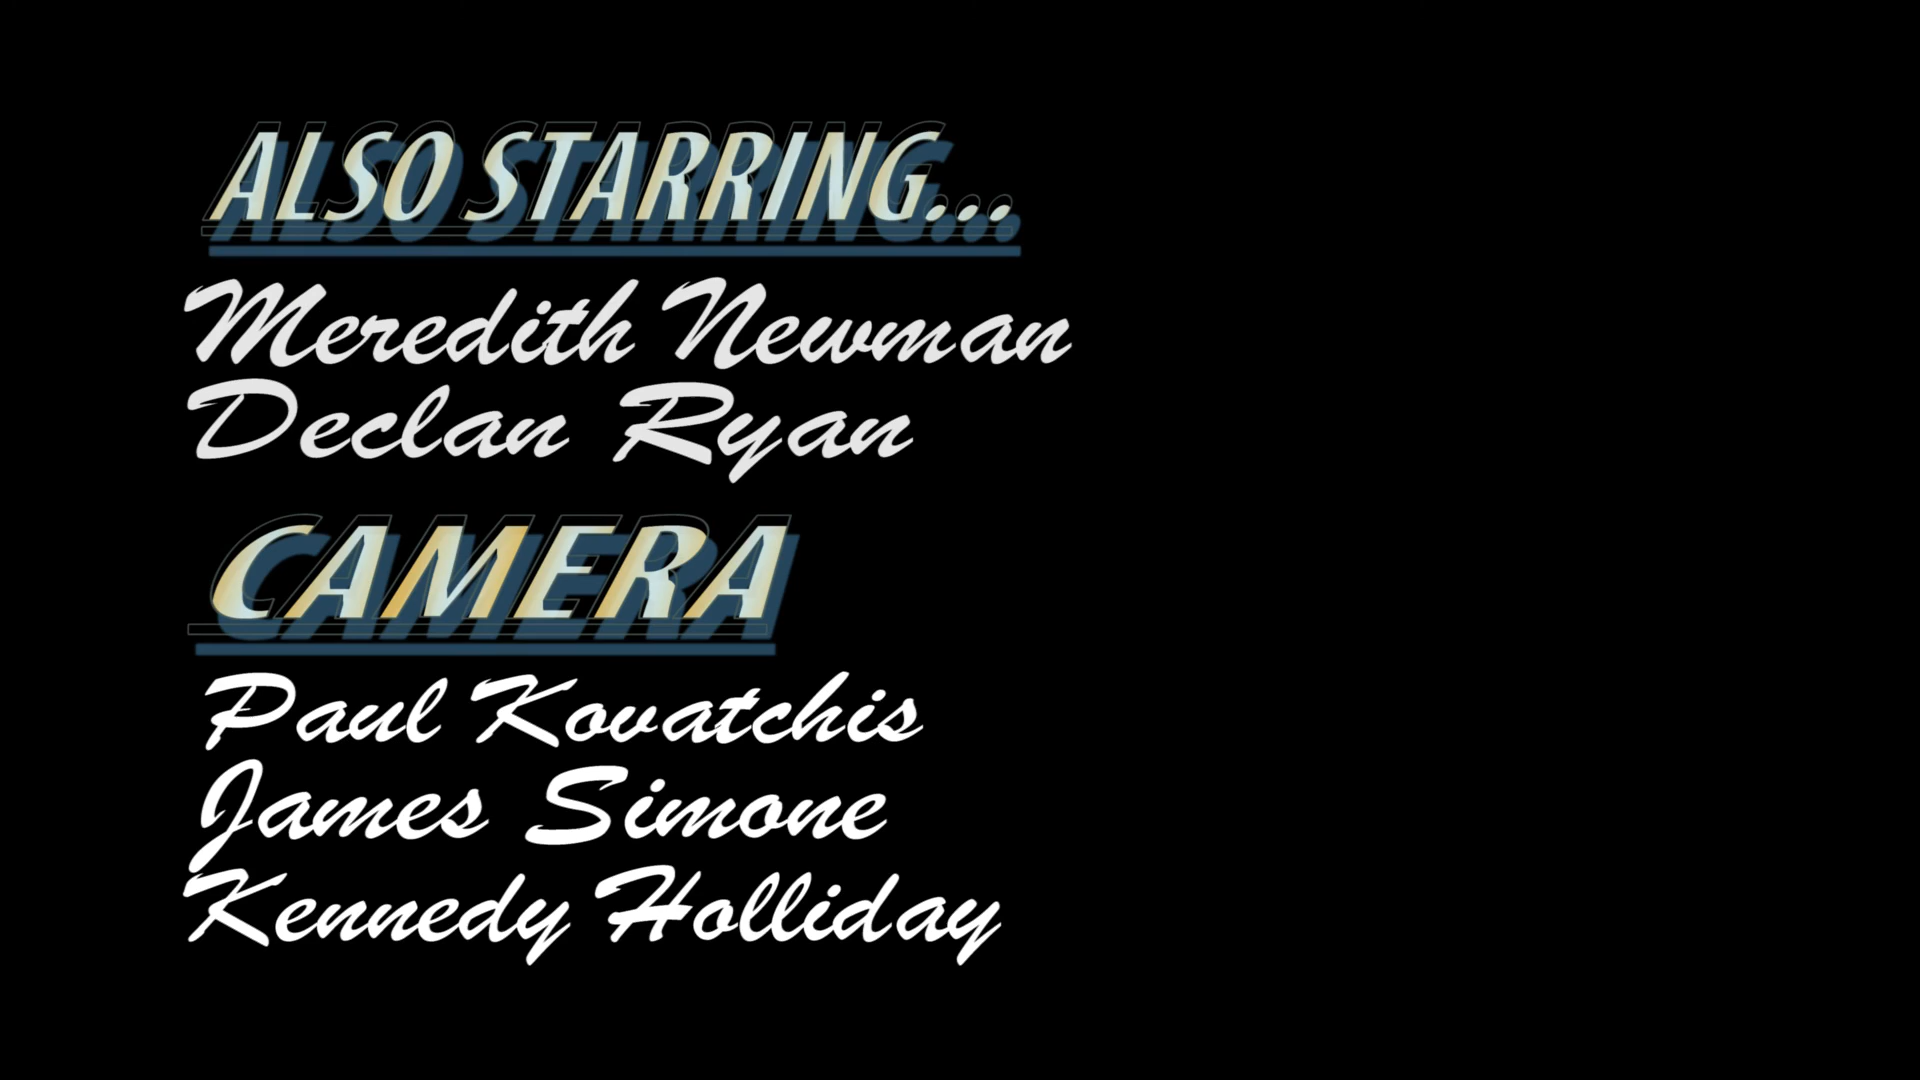 ALSO STARRING...
Meredith Newman
Declan Ryan
CAMERA
Paul Kovatchis
James Simone
Kennedy Holliday